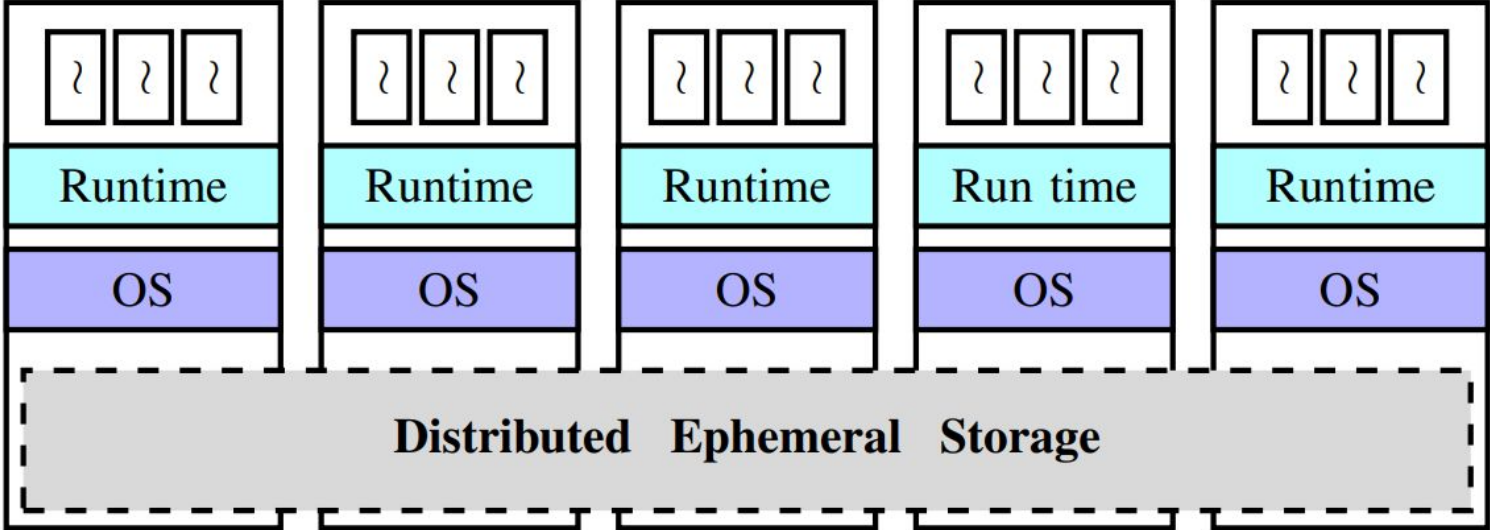 ~ ~ ~ ~ ~ ~ ~ ~ ~ ~ ~ ~ ~ ~ ~
Runtime Runtime Runtime Run time Runtime
OS OS OS OS OS
Distributed Ephemeral Storage